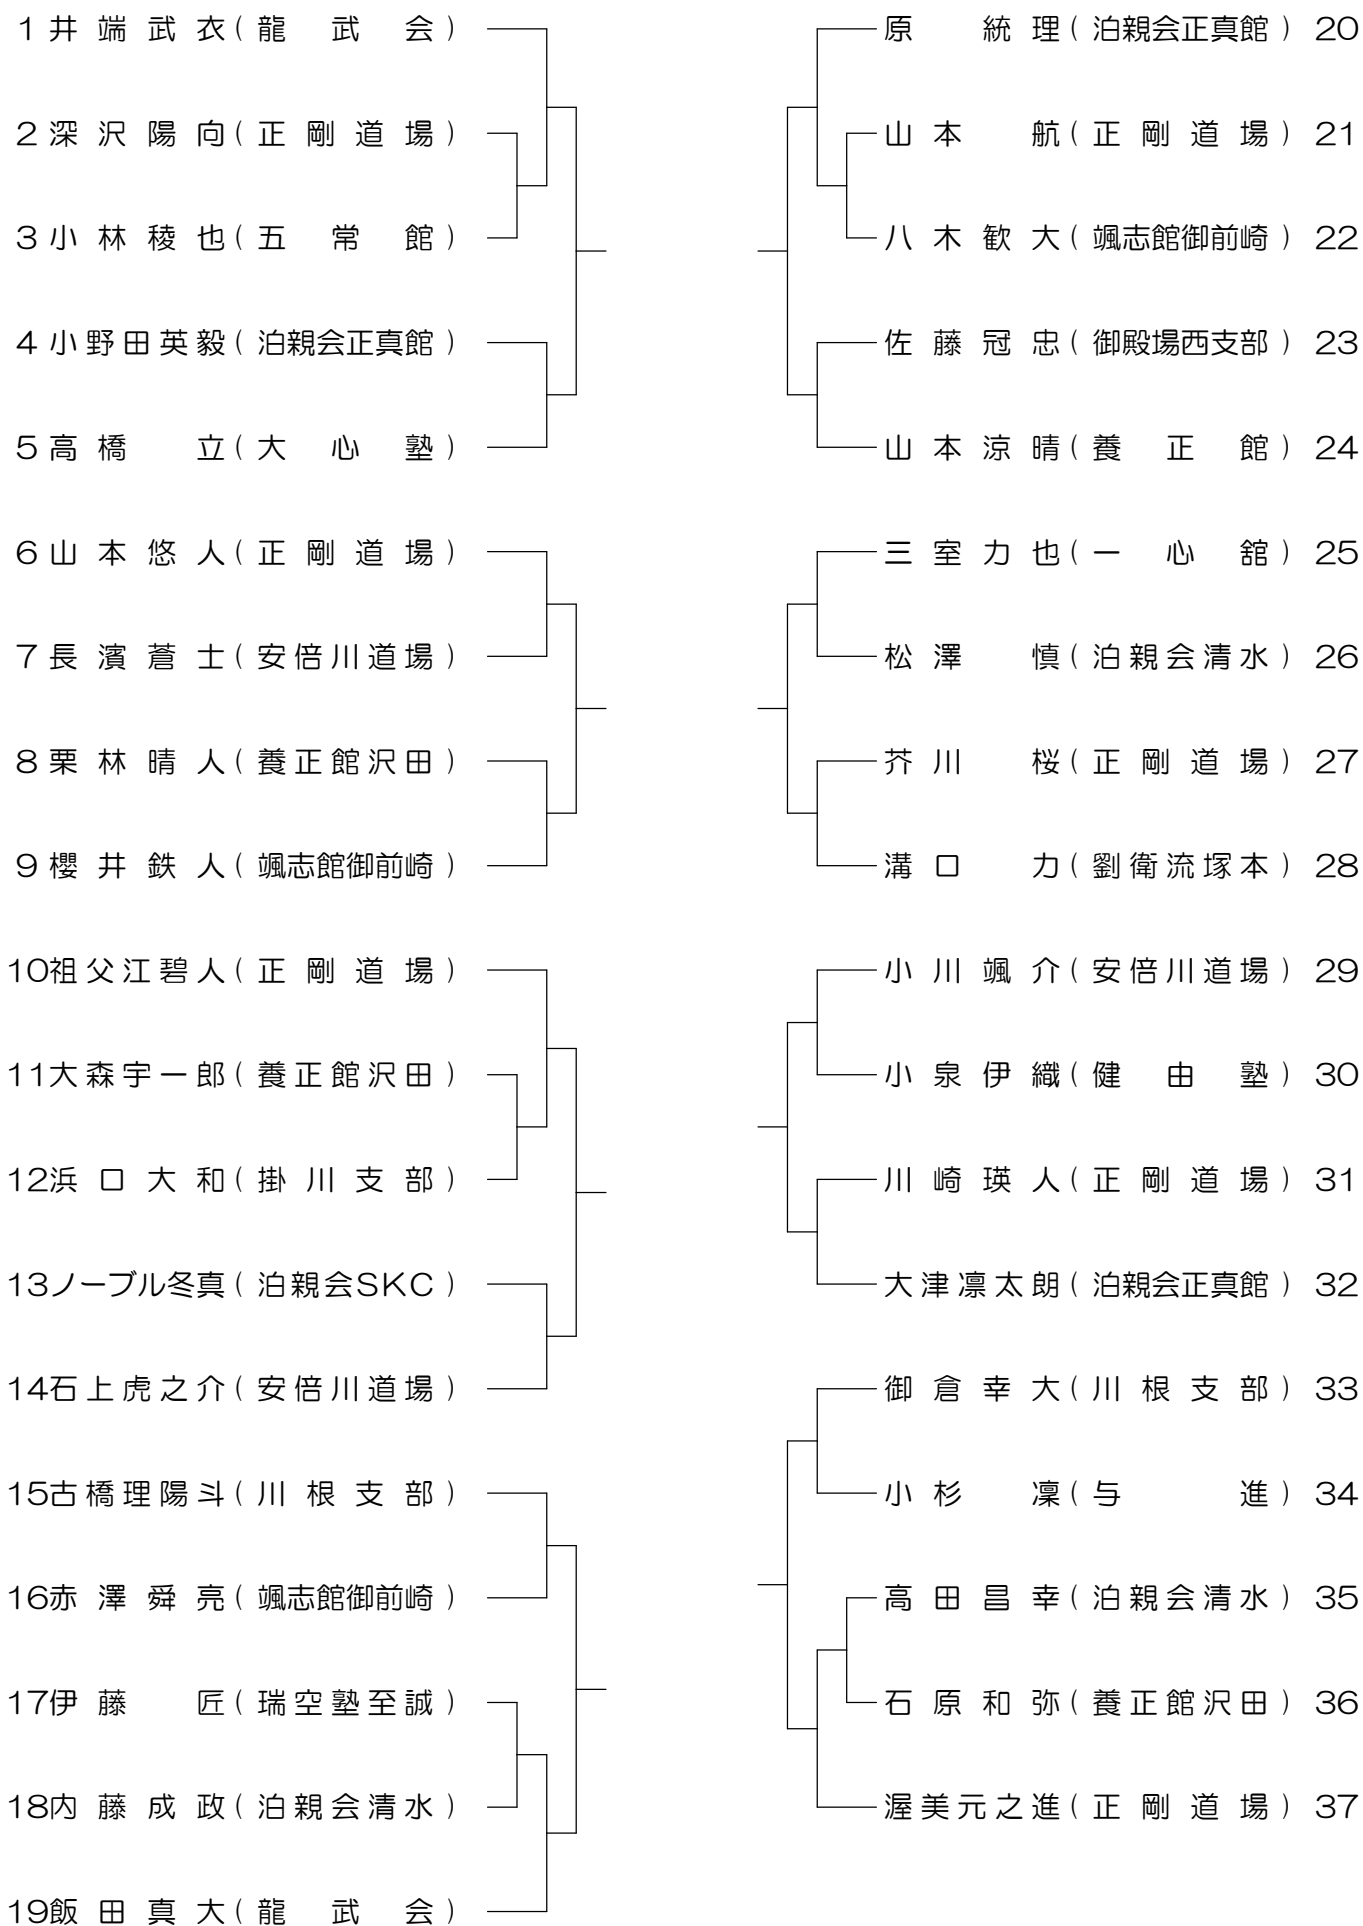 1 井端武衣(龍武会)
2 深沢陽向(正剛道場)
3 小林稜也(五常館)
4 小野田英毅(泊親会正真館)
5 高橋立(大心塾)
6 山本悠人(正剛道場)
7 長濱蒼士(安倍川道場)
8 栗林晴人(養正館沢田)
9 櫻井鉄人(颯志館御前崎)
10 祖父江碧人(正剛道場)
11 大森宇一郎(養正館沢田)
12 浜口大和(掛川支部)
13 ノーブル冬真(泊親会SKC)
14 石上虎之介(安倍川道場)
15 古橋理陽斗(川根支部)
16 赤澤舜亮(颯志館御前崎)
17 伊藤匠(瑞空塾至誠)
18 内藤成政(泊親会清水)
19 飯田真大(龍武会)
原統理(泊親会正真館) 20
山本航(正剛道場) 21
八木歓大(颯志館御前崎) 22
佐藤冠忠(御殿場西支部) 23
山本涼晴(養正館) 24
三室力也(一心舘) 25
松澤慎(泊親会清水) 26
芥川桜(正剛道場) 27
溝口力(劉衛流塚本) 28
小川颯介(安倍川道場) 29
小泉伊織(健由塾) 30
川崎瑛人(正剛道場) 31
大津凛太朗(泊親会正真館) 32
御倉幸大(川根支部) 33
小杉凜(与進) 34
高田昌幸(泊親会清水) 35
石原和弥(養正館沢田) 36
渥美元之進(正剛道場) 37